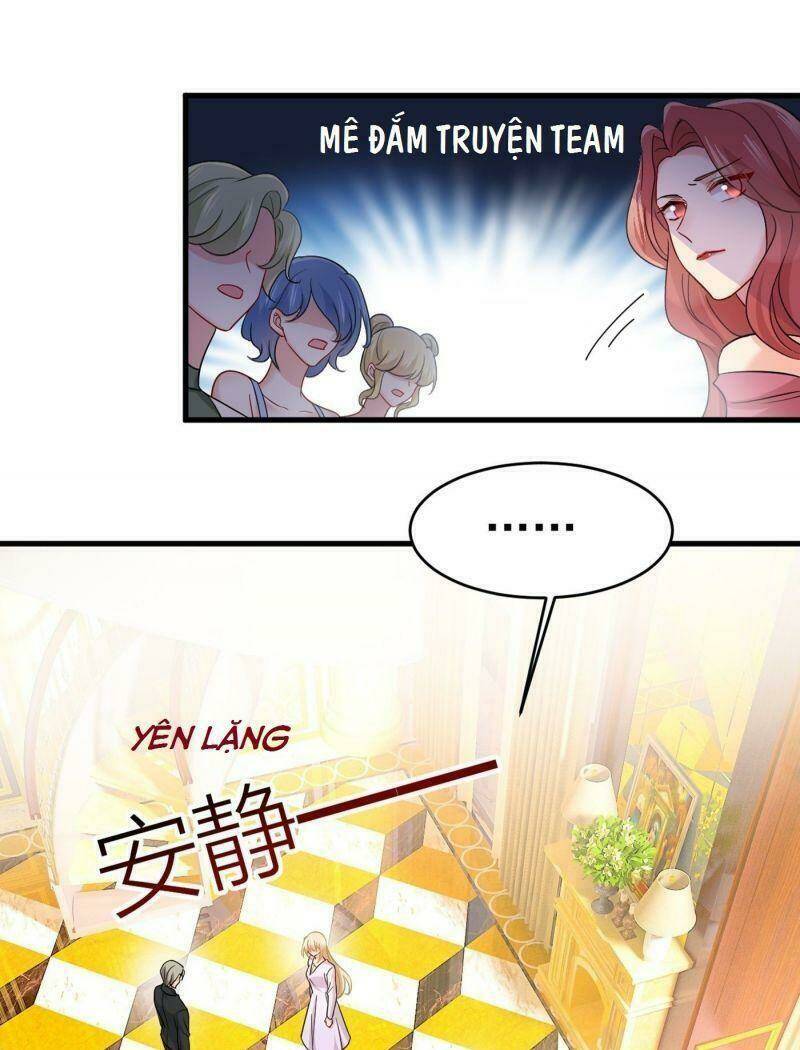 MÊ ĐẮM TRUYỆN TEAM
......
YÊN LẶNG
安静——